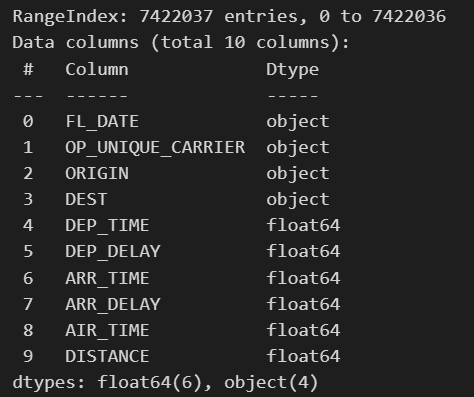 RangeIndex: 7422037 entries, 0 to 7422036
Data columns (total 10 columns):
 #   Column             Dtype
---  ------             -----
 0   FL_DATE            object
 1   OP_UNIQUE_CARRIER  object
 2   ORIGIN             object
 3   DEST               object
 4   DEP_TIME           float64
 5   DEP_DELAY          float64
 6   ARR_TIME           float64
 7   ARR_DELAY          float64
 8   AIR_TIME           float64
 9   DISTANCE           float64
dtypes: float64(6), object(4)